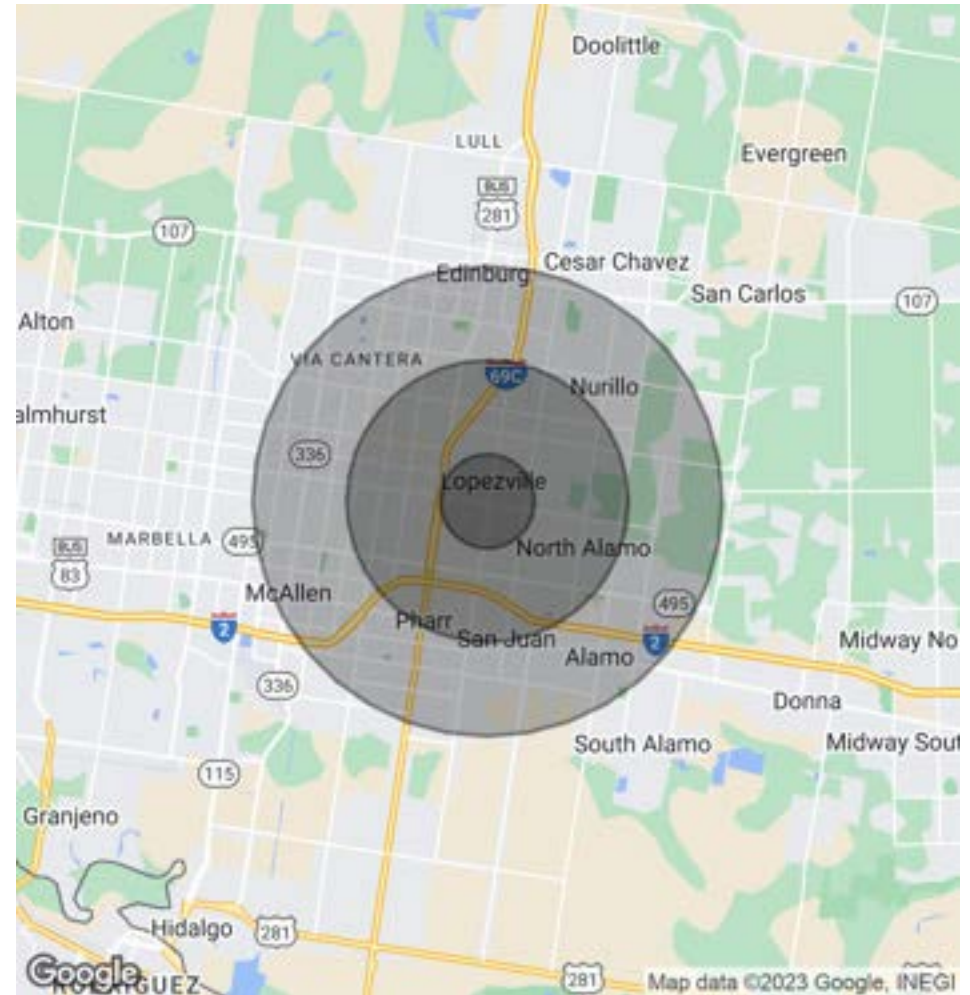 Doolittle
LULL
Evergreen
BUS
281
107
Cesar Chavez
Edinburg
San Carlos
107
Alton
VIA CANTERA
69C
Nurillo
almhurst
336
Lopezville
MARBELLA
495
North Alamo
BUS
83
McAllen
495
Pharr
2
San Juan
2
Midway No
Alamo
336
Donna
South Alamo
Midway Sout
115
Granjeno
Hidalgo
281
Google
281
Map data ©2023 Google, INEGI